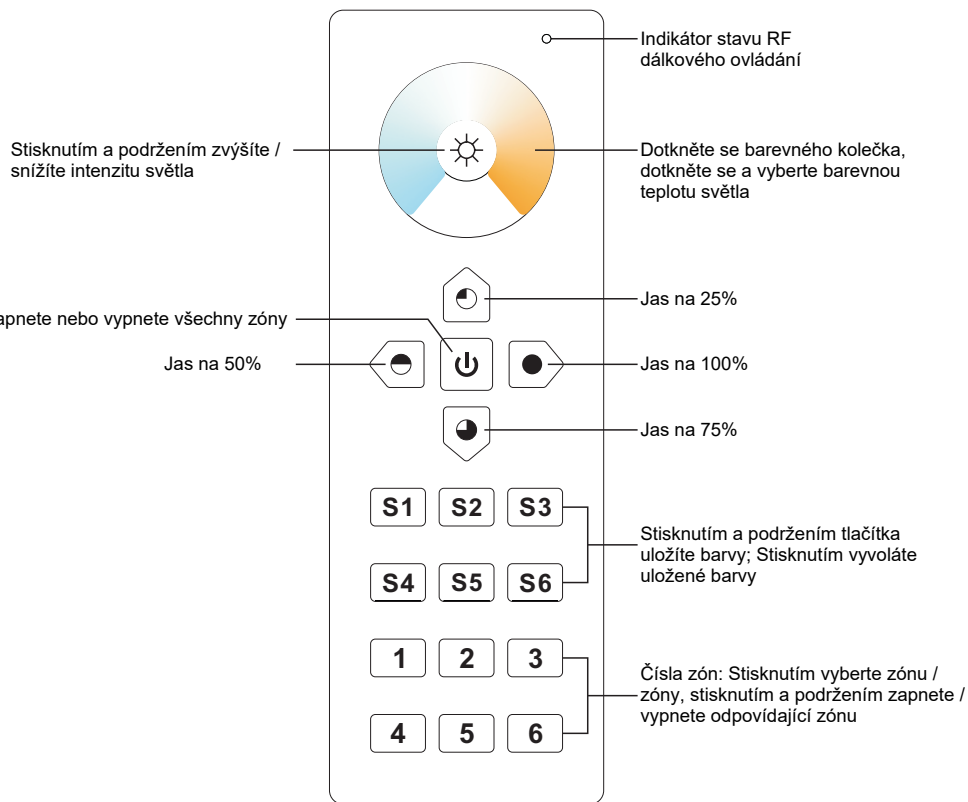 Indikátor stavu RF
dálkového ovládání
Stisknutím a podržením zvýšíte /
snížíte intenzitu světla
Dotkněte se barevného kolečka,
dotkněte se a vyberte barevnou
teplotu světla
Jas na 25%
nebo vypnete všechny zóny
Jas na 50%
Jas na 100%
Jas na 75%
S1 S2 S3
Stisknutím a podržením tlačítka
uložíte barvy; Stisknutím vyvoláte
uložené barvy
S4 S5 S6
1 2 3
Čísla zón: Stisknutím vyberte zónu /
zóny, stisknutím a podržením zapnete /
vypnete odpovídající zónu
4 5 6